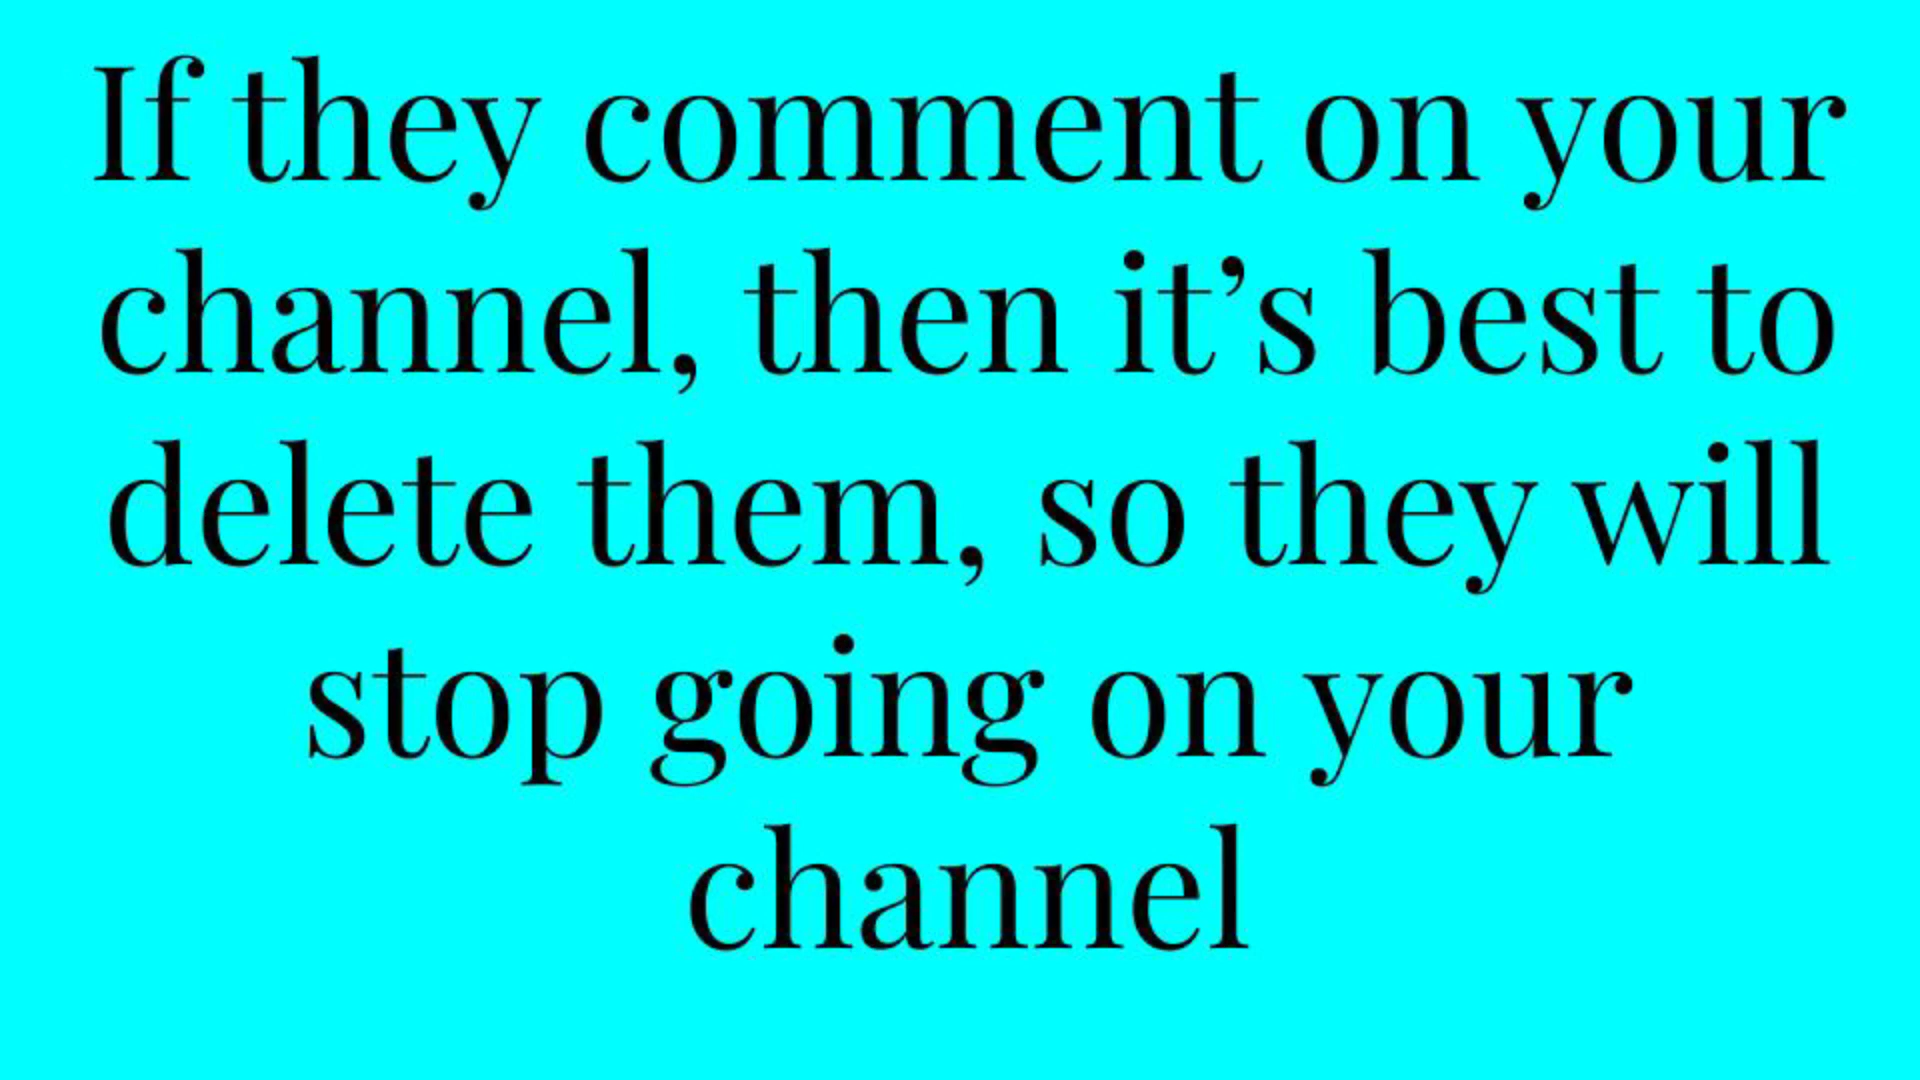 If they comment on your
channel, then it’s best to
delete them, so they will
stop going on your
channel